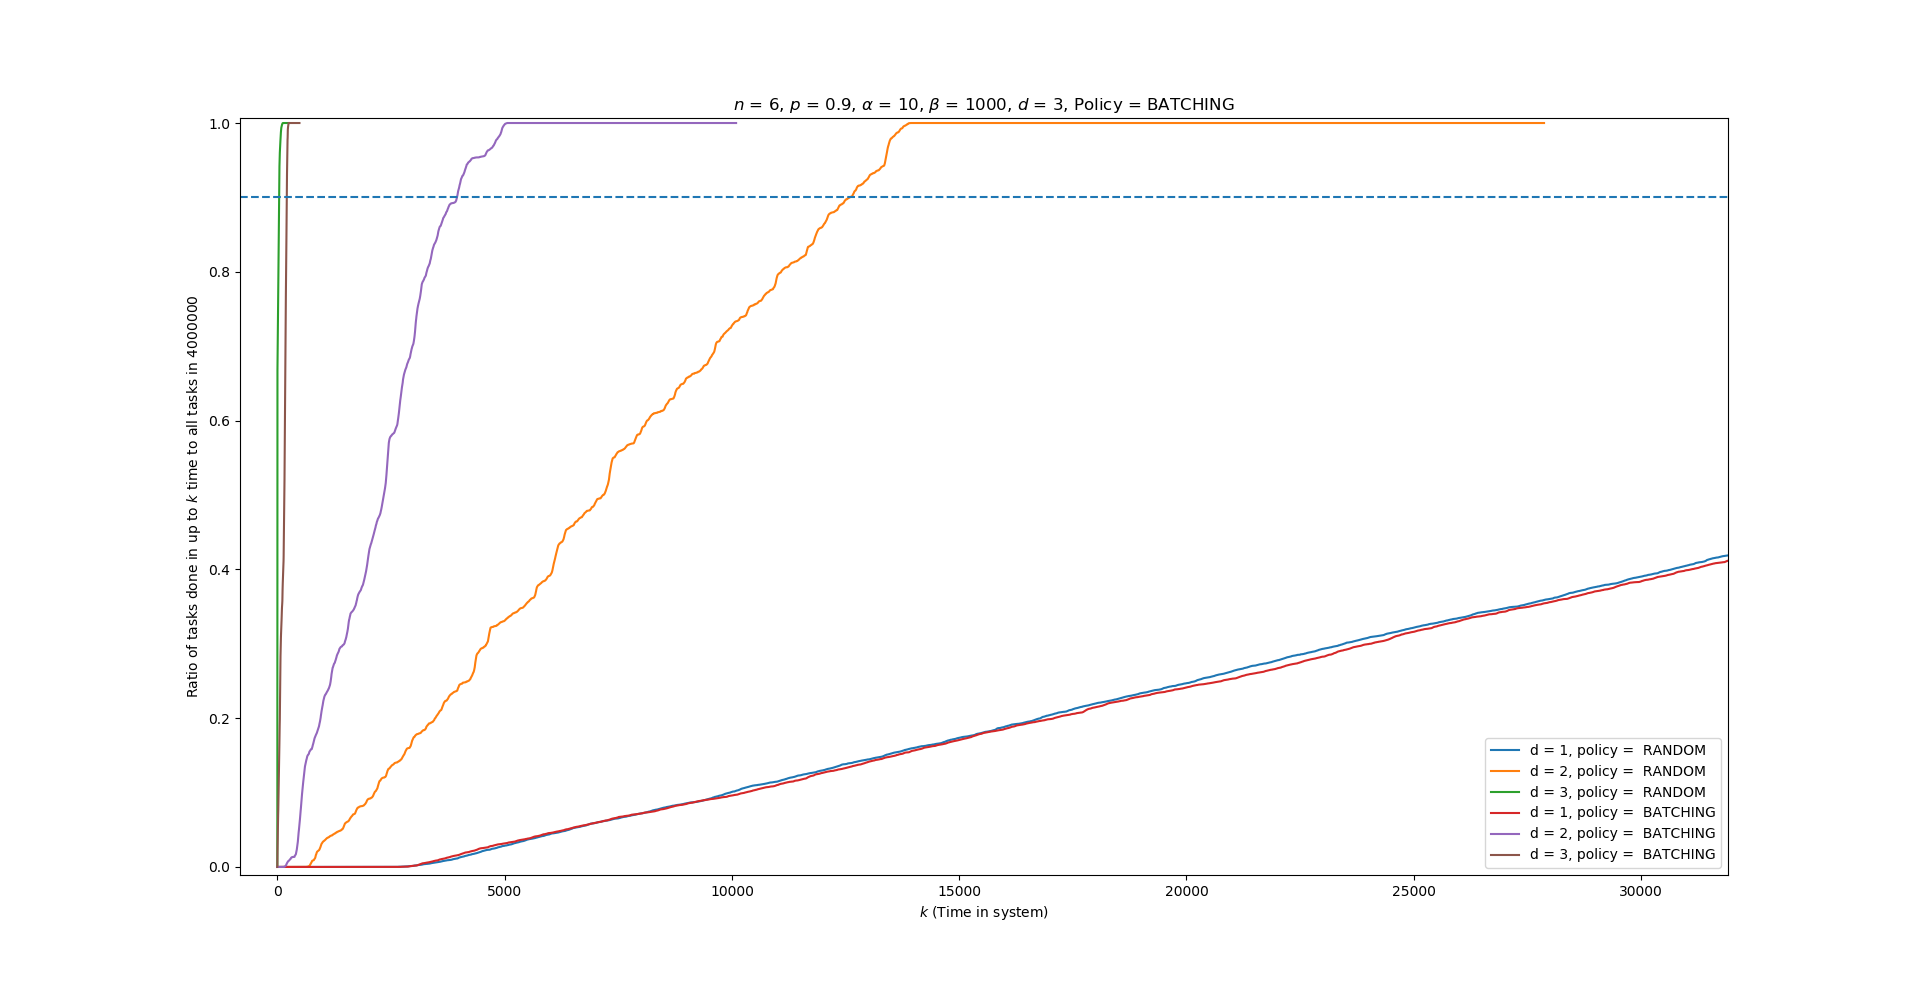 n = 6, p = 0.9, α = 10, β = 1000, d = 3, Policy = BATCHING
Ratio of tasks done in up to k time to all tasks in 4000000
1.0
0.8
0.6
0.4
0.2
0.0
0 5000 10000 15000 20000 25000 30000
k (Time in system)
d = 1, policy = RANDOM
d = 2, policy = RANDOM
d = 3, policy = RANDOM
d = 1, policy = BATCHING
d = 2, policy = BATCHING
d = 3, policy = BATCHING